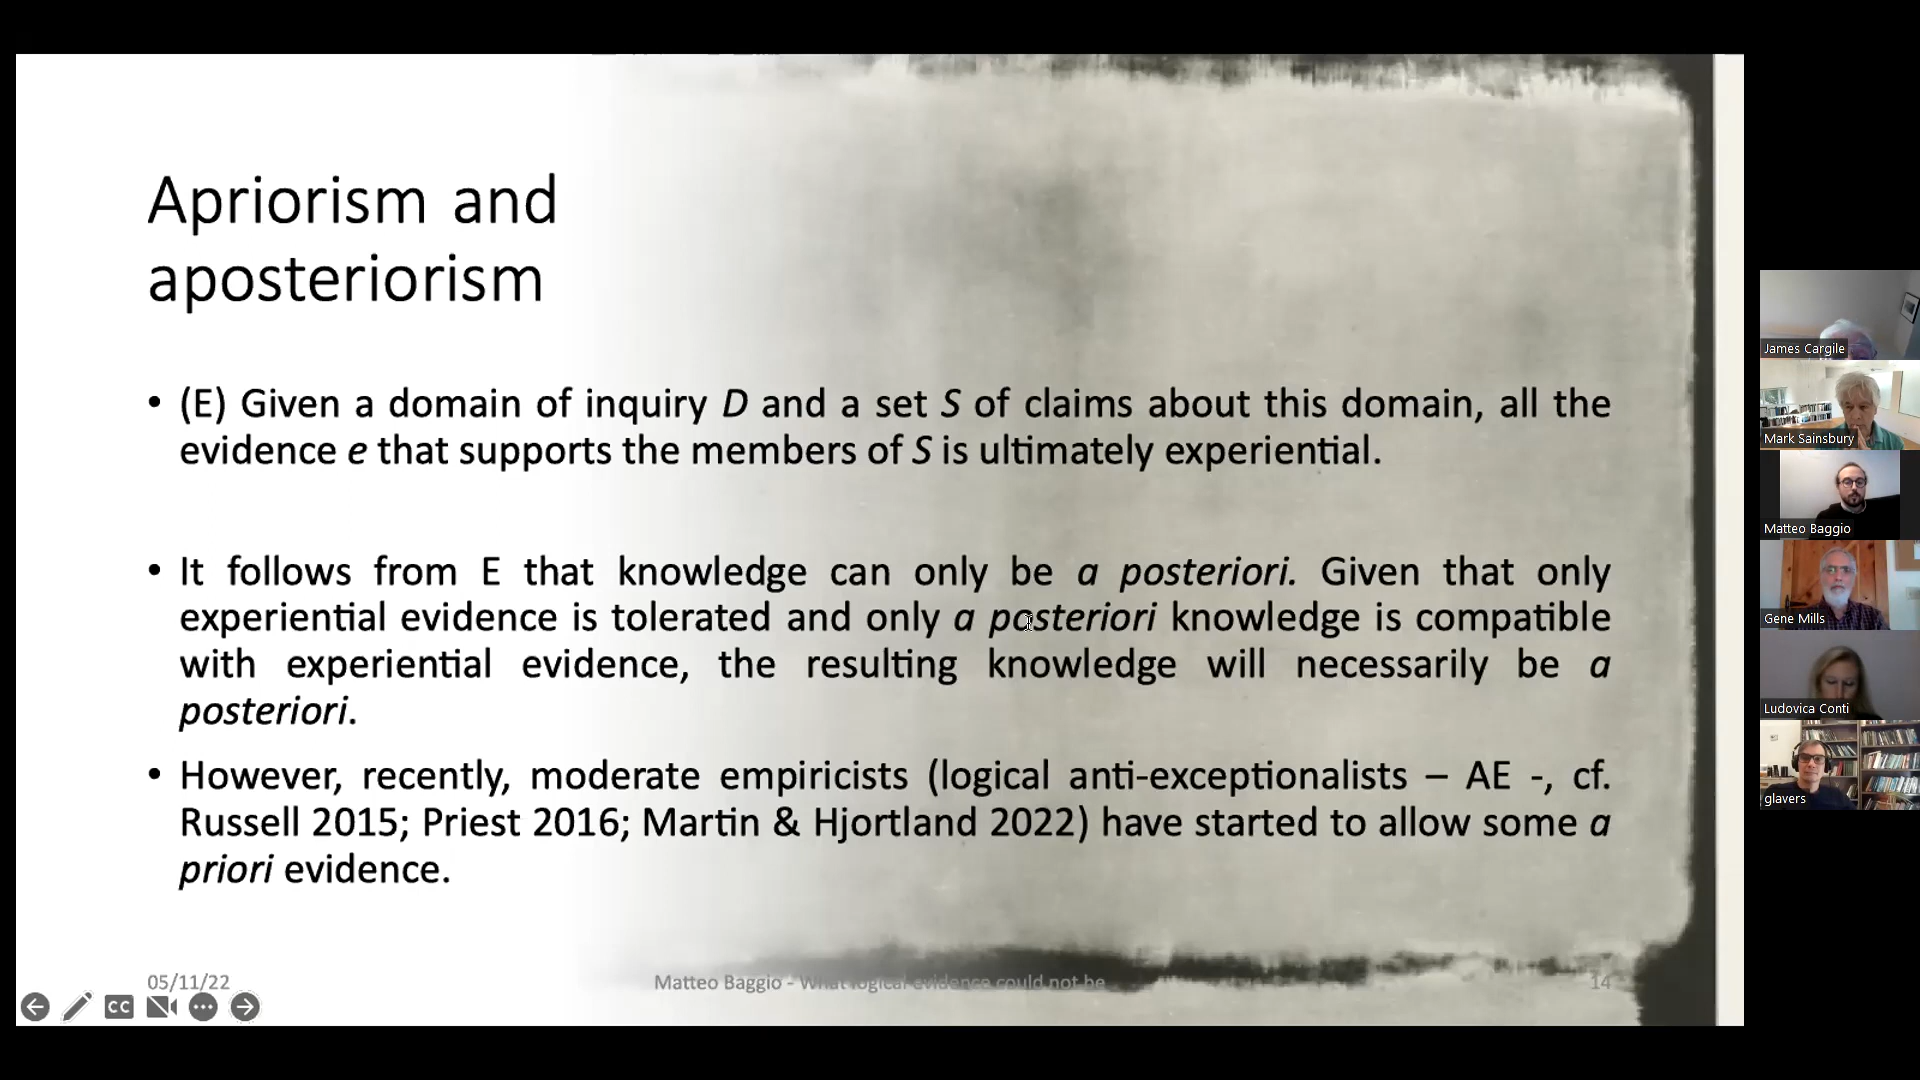 Apriorism and
aposteriorism
• (E) Given a domain of inquiry D and a set S of claims about this domain, all the
evidence e that supports the members of S is ultimately experiential.
• It follows from E that knowledge can only be a posteriori. Given that only
experiential evidence is tolerated and only a posteriori knowledge is compatible
with experiential evidence, the resulting knowledge will necessarily be a
posteriori.
• However, recently, moderate empiricists (logical anti-exceptionalists – AE -, cf.
Russell 2015; Priest 2016; Martin & Hjortland 2022) have started to allow some a
priori evidence.
05/11/22
Matteo Baggio - What logical evidence could not be
14
CC
James Cargile
Mark Sainsbury
Matteo Baggio
Gene Mills
Ludovica Conti
glavers